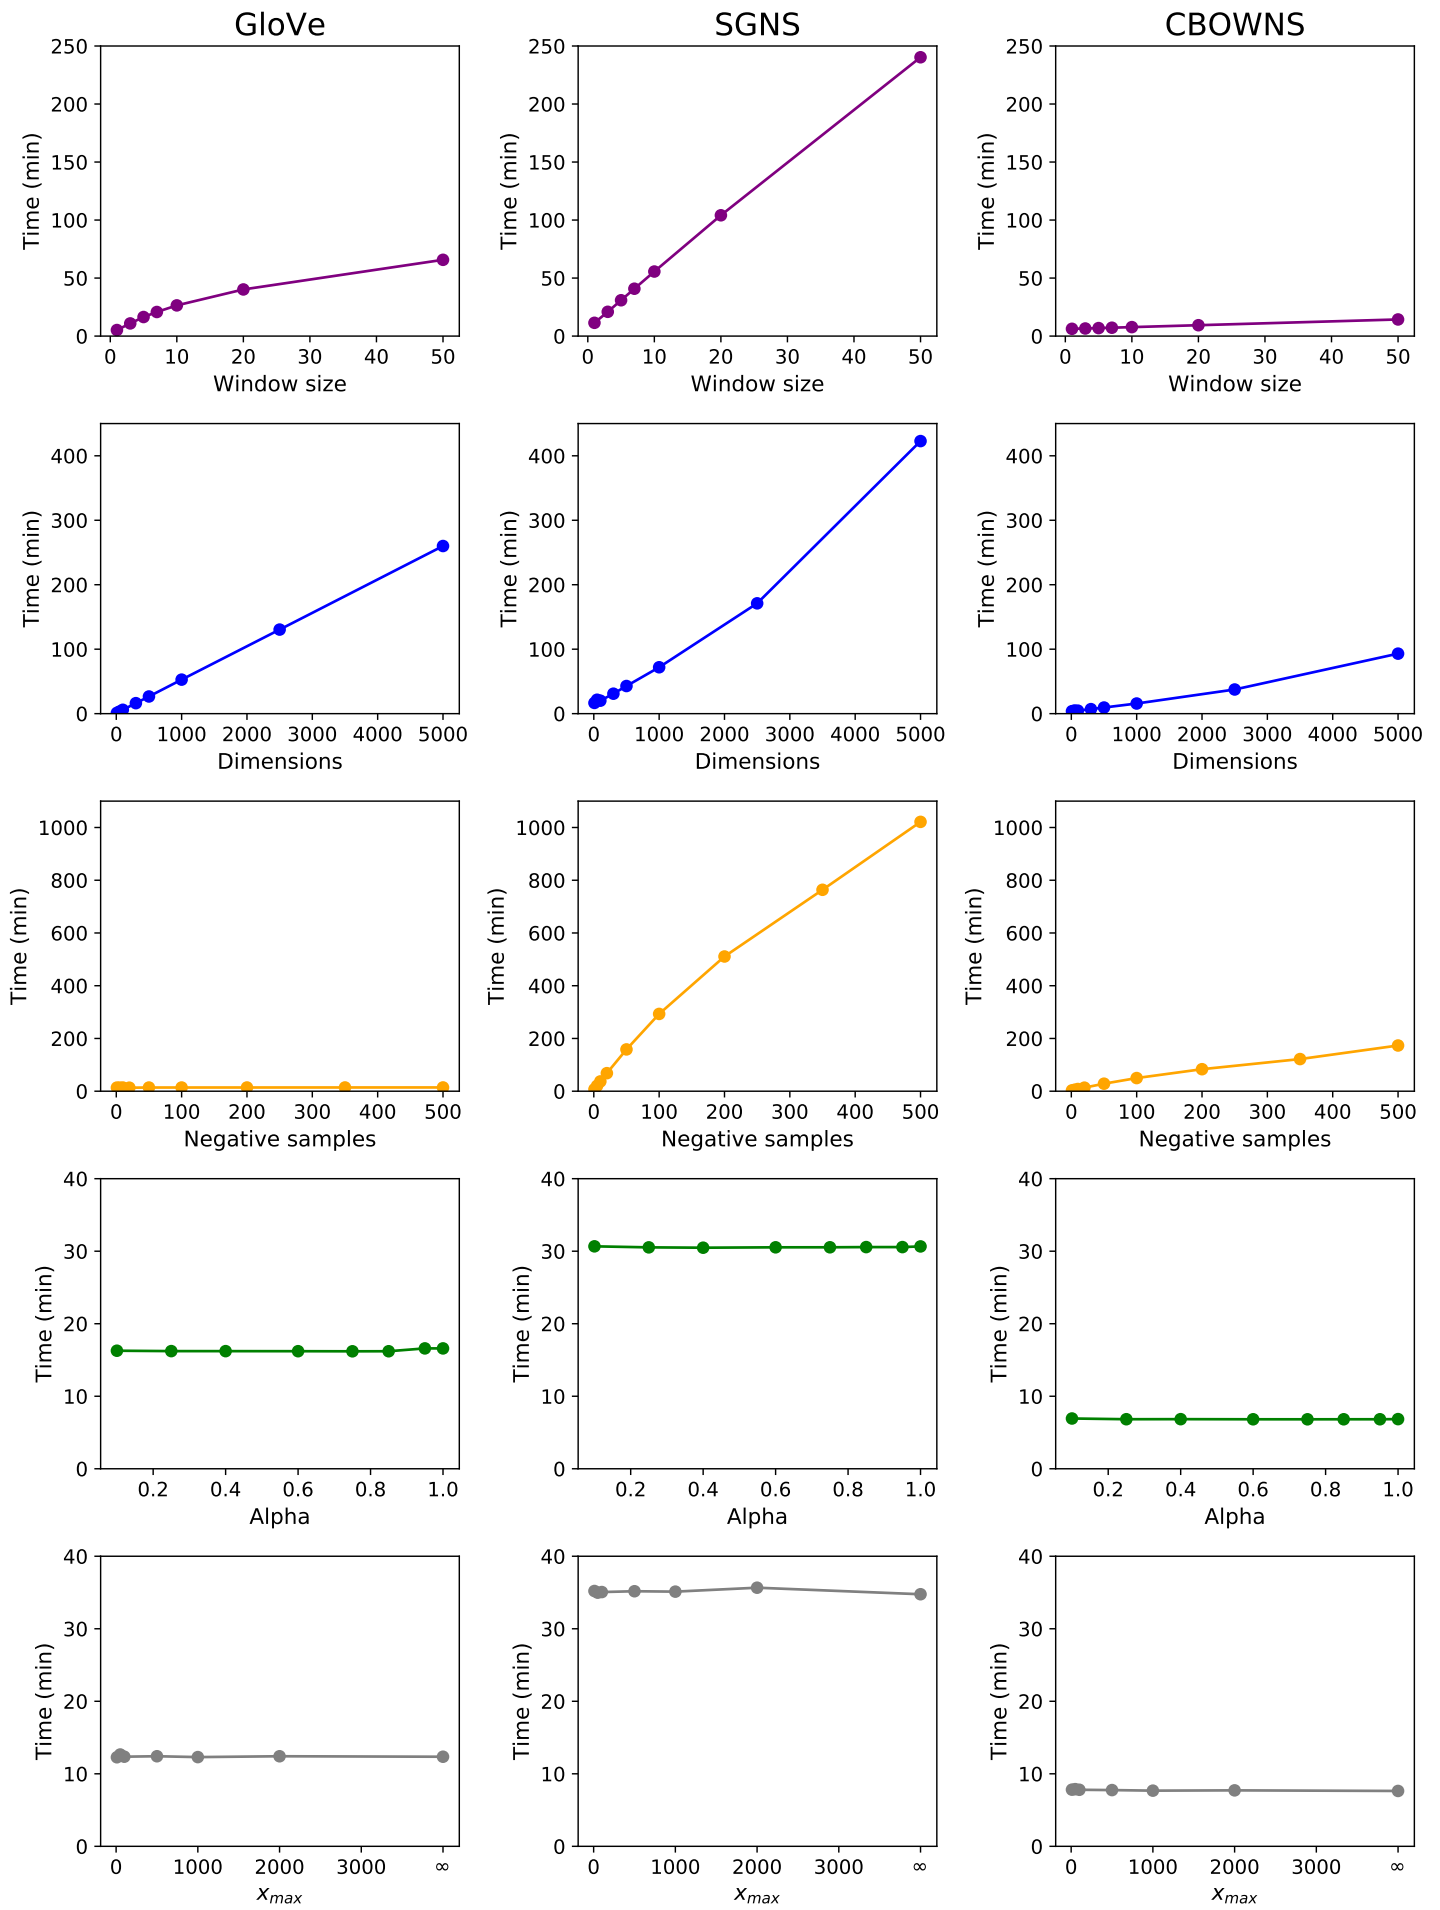 GloVe SGNS CBOWNS
250 250 250
200 200 200
150 150 150
100 100 100
50 50 50
0 0 0
Time (min) Time (min) Time (min)
0 10 20 30 40 50 0 10 20 30 40 50 0 10 20 30 40 50
Window size Window size Window size
400 400 400
300 300 300
200 200 200
100 100 100
0 0 0
Time (min) Time (min) Time (min)
0 1000 2000 3000 4000 5000 0 1000 2000 3000 4000 5000 0 1000 2000 3000 4000 5000
Dimensions Dimensions Dimensions
1000 1000 1000
800 800 800
600 600 600
400 400 400
200 200 200
0 0 0
Time (min) Time (min) Time (min)
0 100 200 300 400 500 0 100 200 300 400 500 0 100 200 300 400 500
Negative samples Negative samples Negative samples
40 40 40
30 30 30
20 20 20
10 10 10
0 0 0
Time (min) Time (min) Time (min)
0.2 0.4 0.6 0.8 1.0 0.2 0.4 0.6 0.8 1.0 0.2 0.4 0.6 0.8 1.0
Alpha Alpha Alpha
40 40 40
30 30 30
20 20 20
10 10 10
0 0 0
Time (min) Time (min) Time (min)
0 1000 2000 3000 ∞ 0 1000 2000 3000 ∞ 0 1000 2000 3000 ∞
x_max x_max x_max